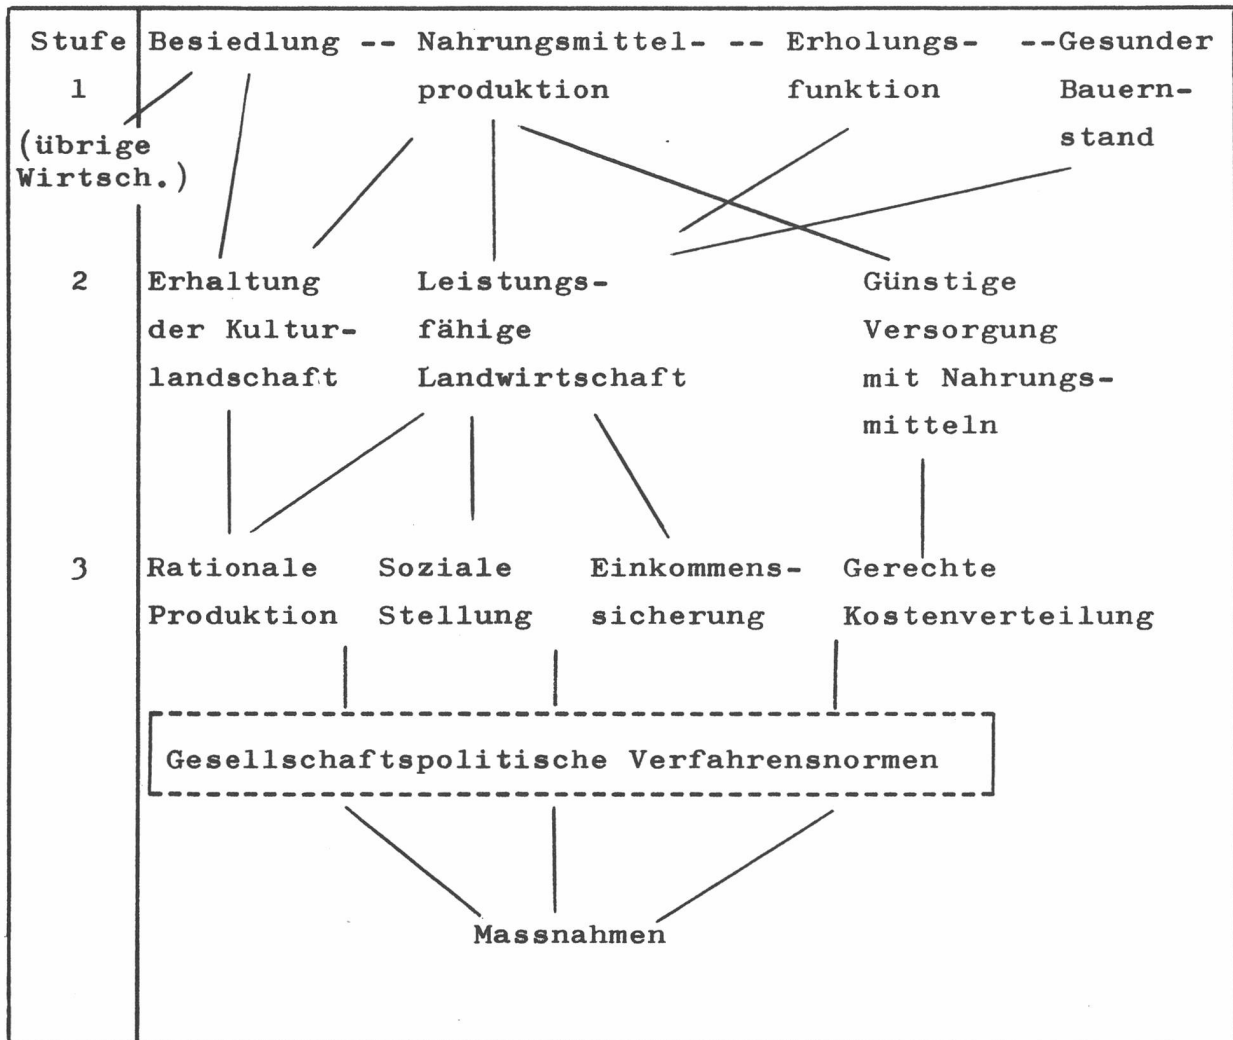 Stufe Besiedlung -- Nahrungsmittel- -- Erholungs- --Gesunder
1 produktion funktion Bauern-
(übrige stand
Wirtsch.)
2 Erhaltung Leistungs- Günstige
der Kultur- fähige Versorgung
landschaft Landwirtschaft mit Nahrungs-
mitteln
3 Rationale Soziale Einkommens- Gerechte
Produktion Stellung sicherung Kostenverteilung
Gesellschaftspolitische Verfahrensnormen
Massnahmen